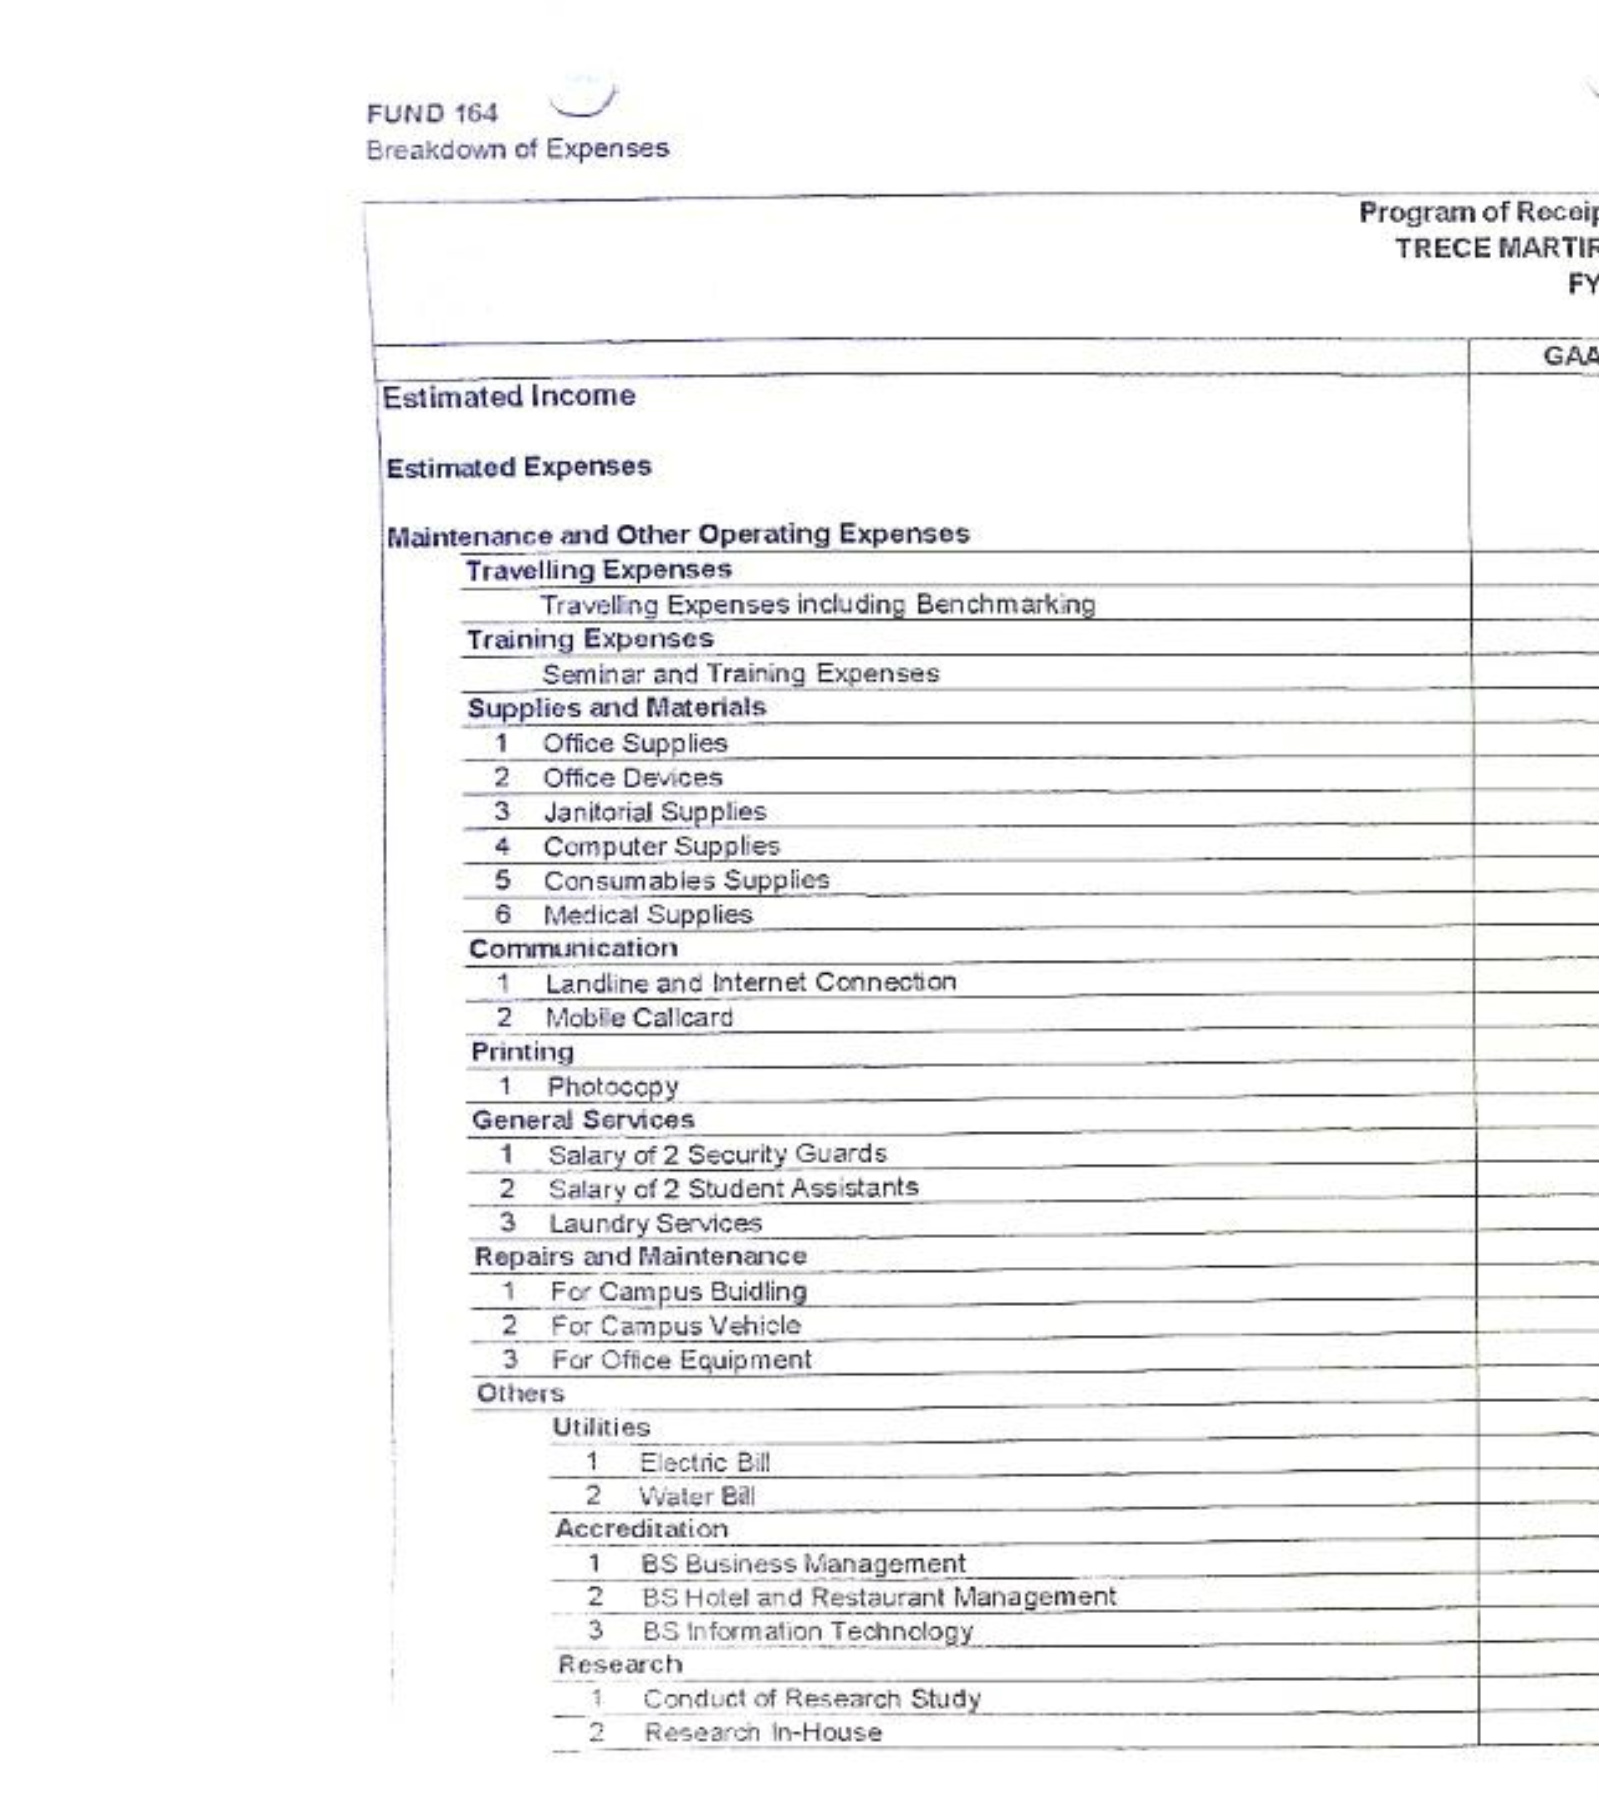 FUND 164
Breakdown of Expenses
Program of Receip
TRECE MARTIR
FY
GAA
Estimated Income
Estimated Expenses
Maintenance and Other Operating Expenses
Travelling Expenses
Travelling Expenses including Benchmarking
Training Expenses
Seminar and Training Expenses
Supplies and Materials
1 Office Supplies
2 Office Devices
3 Janitorial Supplies
4 Computer Supplies
5 Consumables Supplies
6 Medical Supplies
Communication
1 Landline and Internet Connection
2 Mobile Callcard
Printing
1 Photocopy
General Services
1 Salary of 2 Security Guards
2 Salary of 2 Student Assistants
3 Laundry Services
Repairs and Maintenance
1 For Campus Buidling
2 For Campus Vehicle
3 For Office Equipment
Others
Utilities
1 Electric Bill
2 Water Bill
Accreditation
1 BS Business Management
2 BS Hotel and Restaurant Management
3 BS Information Technology
Research
1 Conduct of Research Study
2 Research In-House